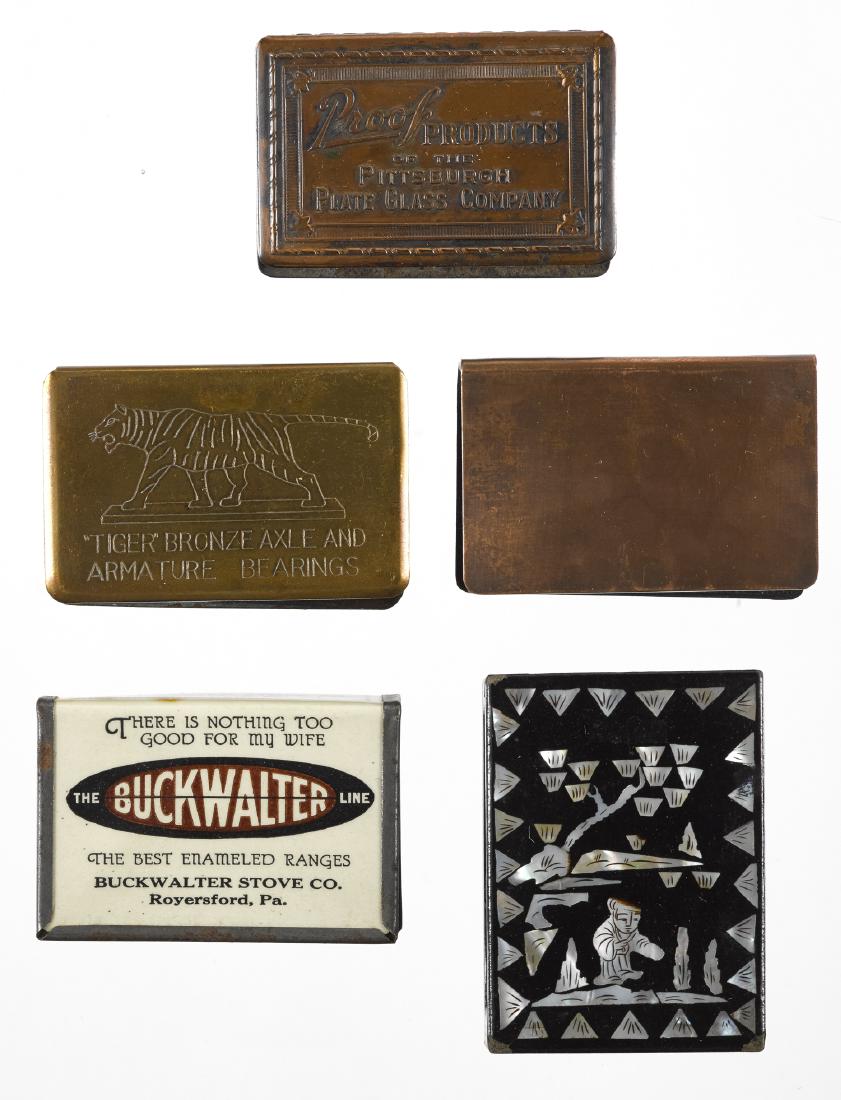 Proof PRODUCTS
OF THE
PITTSBURGH
PLATE GLASS COMPANY
"TIGER" BRONZE AXLE AND
ARMATURE BEARINGS
THERE IS NOTHING TOO
GOOD FOR MY WIFE
THE BUCKWALTER LINE
THE BEST ENAMELED RANGES
BUCKWALTER STOVE CO.
Royersford, Pa.